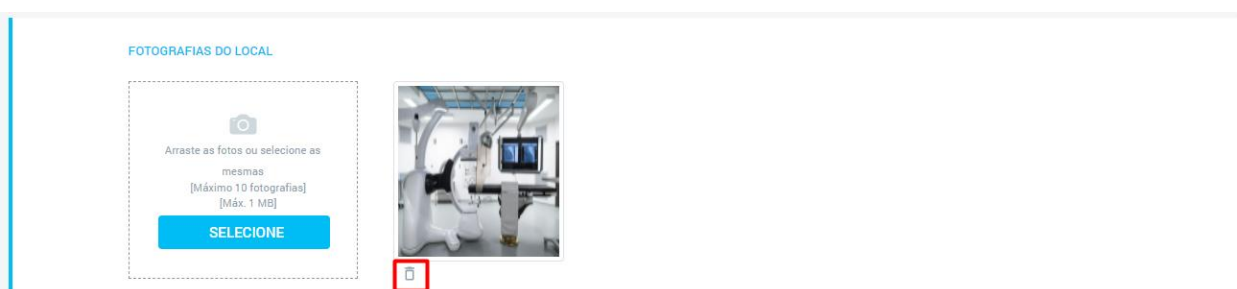 FOTOGRAFIAS DO LOCAL
Arraste as fotos ou selecione as
mesmas
[Máximo 10 fotografias]
[Máx. 1 MB]
SELECIONE